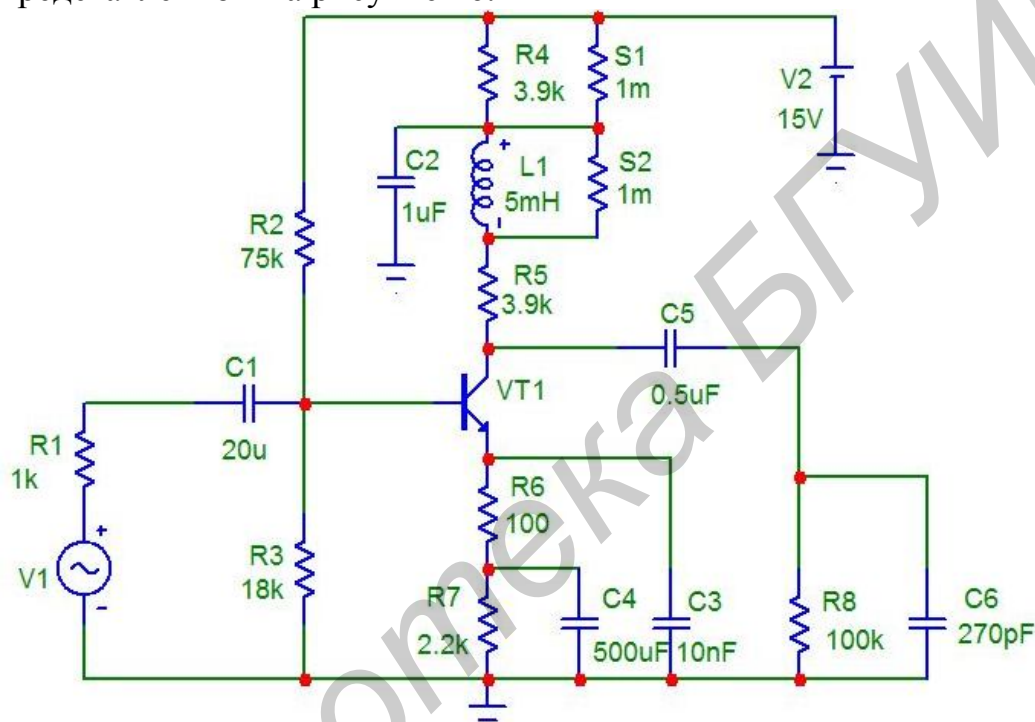 R4
3.9k
S1
1m
V2
15V
C2
1uF
L1
5mH
S2
1m
R2
75k
R5
3.9k
C5
0.5uF
C1
20u
VT1
R1
1k
R6
100
R3
18k
V1
R7
2.2k
C4
500uF
C3
10nF
R8
100k
C6
270pF